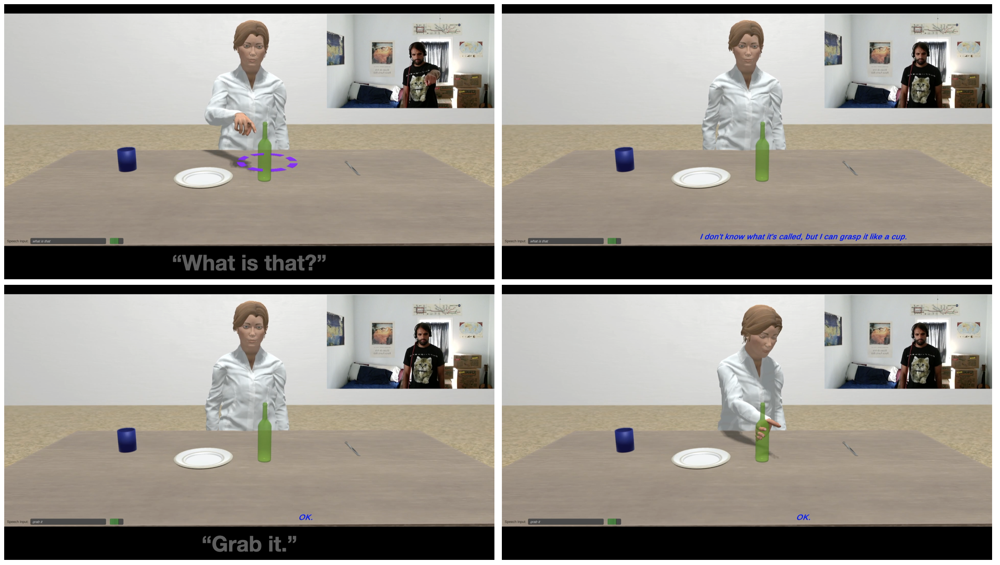 Speech Input: what is that
“What is that?”
I don't know what it's called, but I can grasp it like a cup.
Speech Input: what is that
OK.
Speech Input: grab it
“Grab it.”
OK.
Speech Input: grab it